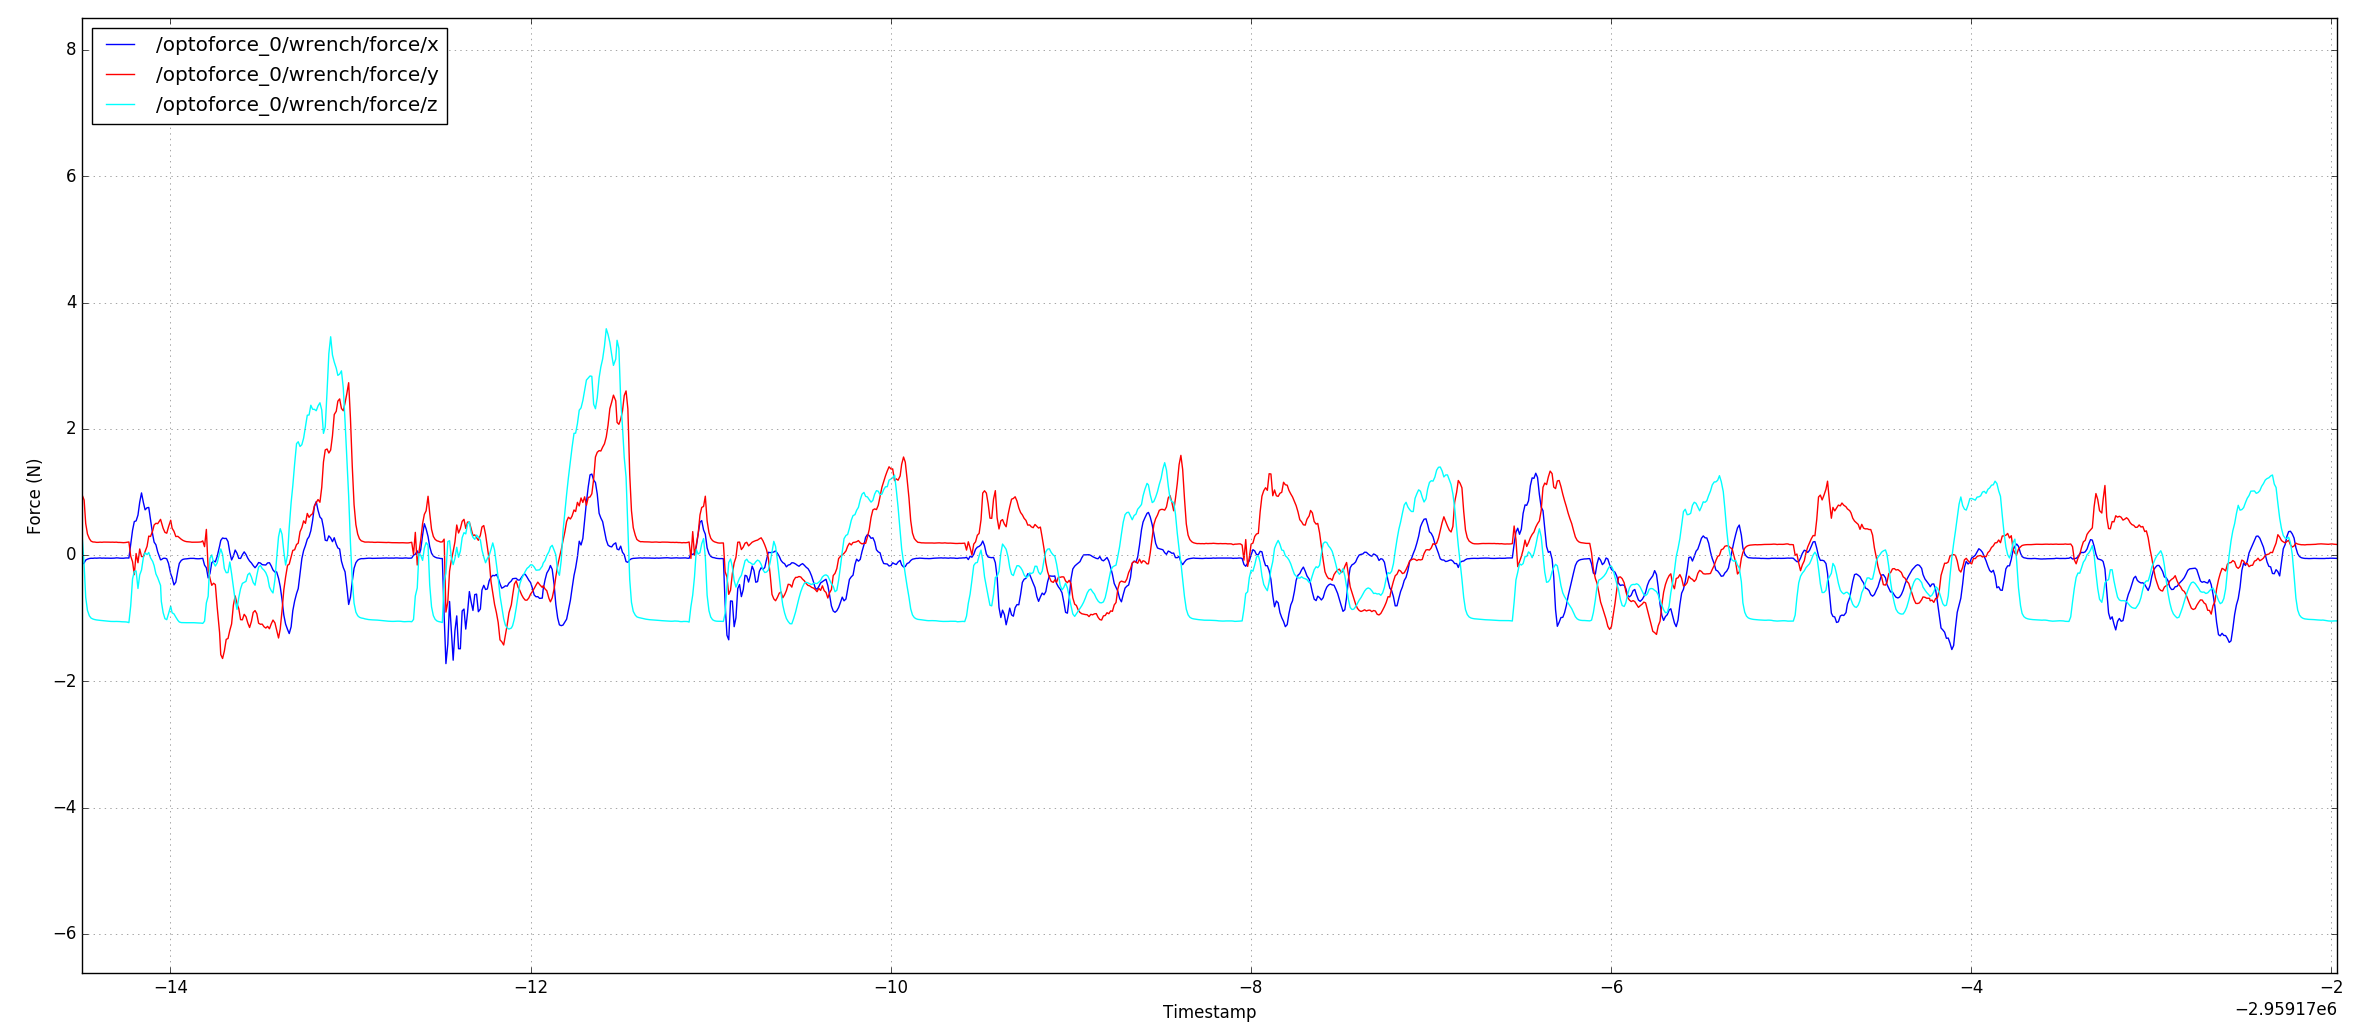 /optoforce_0/wrench/force/x
/optoforce_0/wrench/force/y
/optoforce_0/wrench/force/z
8
6
4
2
0
−2
−4
−6
Force (N)
−14 −12 −10 −8 −6 −4 −2
Timestamp
−2.95917e6